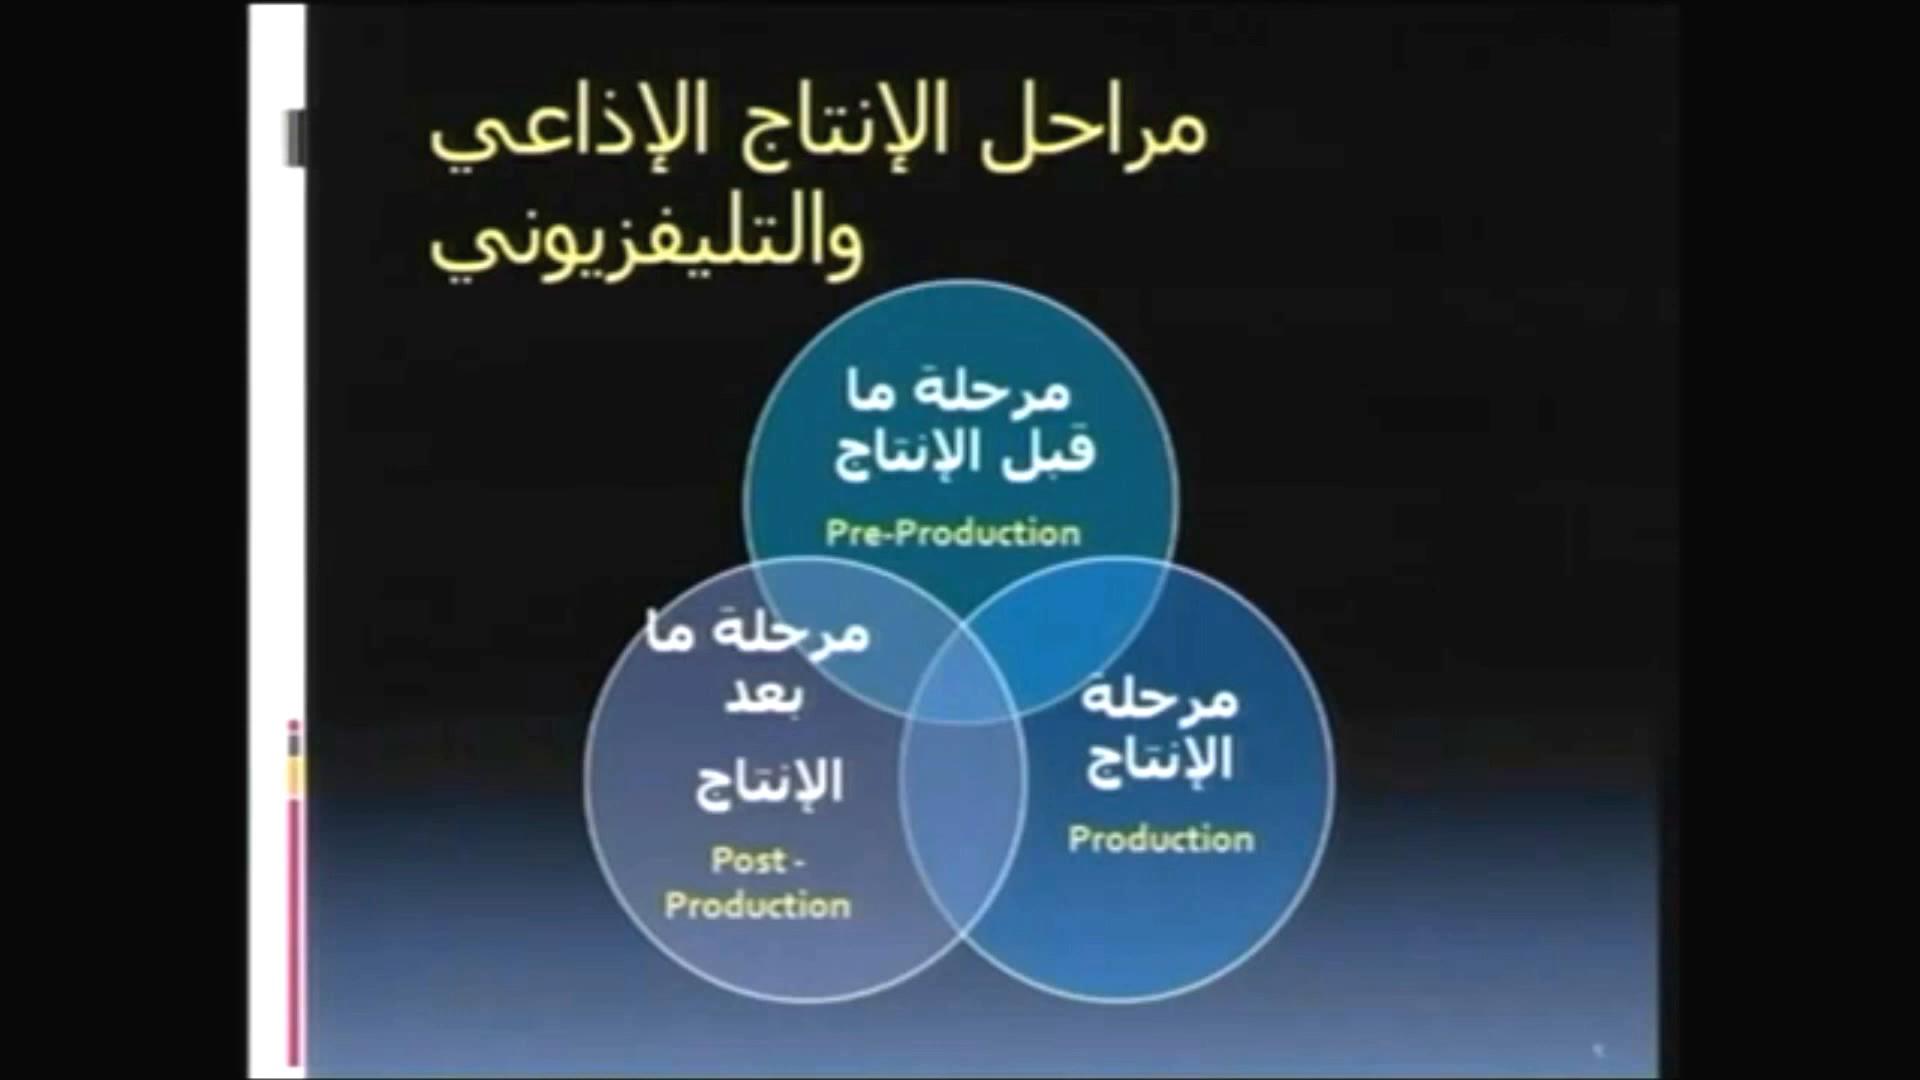 مراحل الإنتاج الإذاعي
والتليفزيوني
مرحلة ما
قبل الإنتاج
Pre-Production
مرحلة
الإنتاج
Production
مرحلة ما
بعد
الإنتاج
Post -
Production